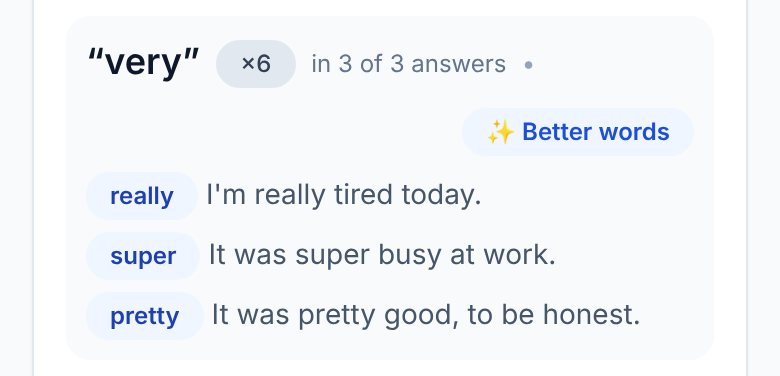 “very” ×6 in 3 of 3 answers •
✨ Better words
really I'm really tired today.
super It was super busy at work.
pretty It was pretty good, to be honest.